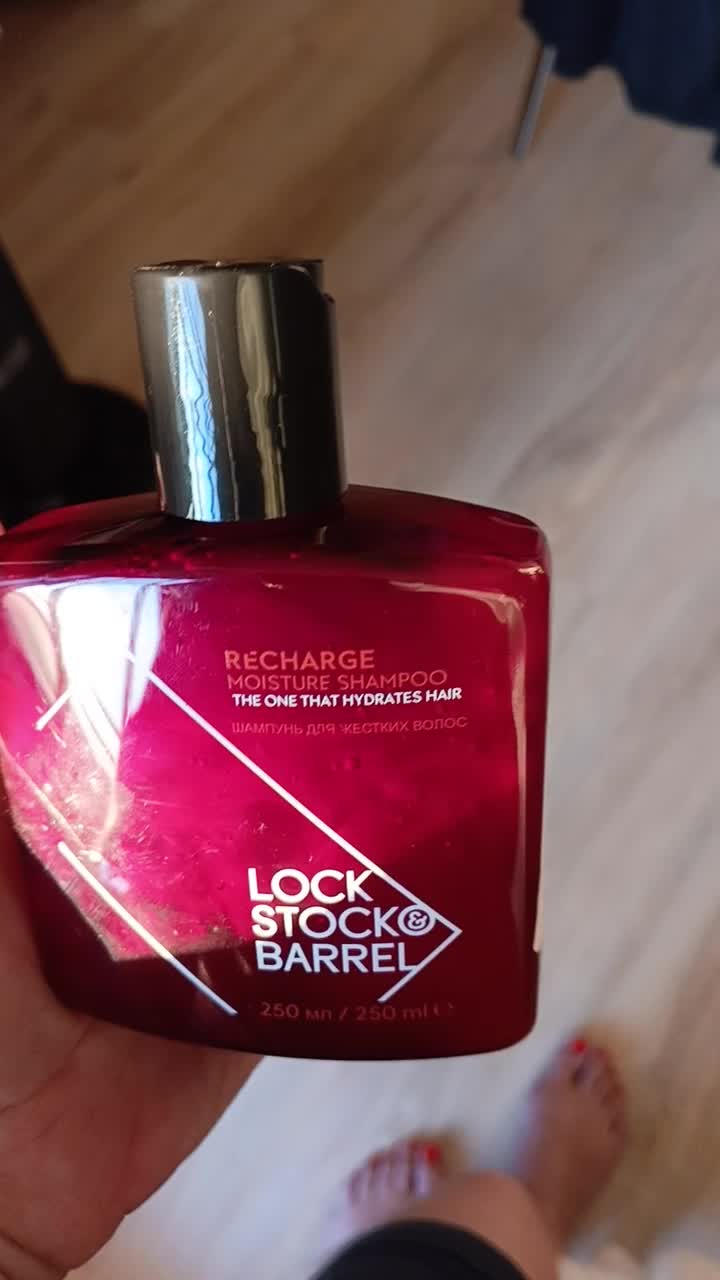 RECHARGE
MOISTURE SHAMPOO
THE ONE THAT HYDRATES HAIR
ШАМПУНЬ ДЛЯ ЖЕСТКИХ ВОЛОС
LOCK
STOCK &
BARREL
250 мл / 250 ml ℮